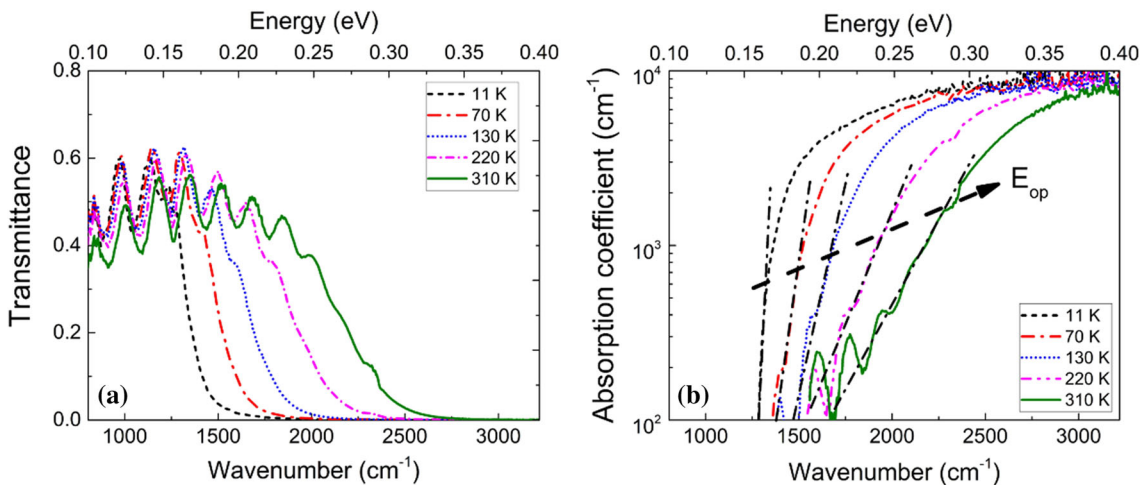 Energy (eV)
0.10 0.15 0.20 0.25 0.30 0.35 0.40
0.8
0.6
0.4
0.2
0.0
Transmittance
11 K
70 K
130 K
220 K
310 K
(a)
1000 1500 2000 2500 3000
Wavenumber (cm-1)
Energy (eV)
0.10 0.15 0.20 0.25 0.30 0.35 0.40
10⁴
10³
10²
Absorption coefficient (cm-1)
Eop
11 K
70 K
130 K
220 K
310 K
(b)
1000 1500 2000 2500 3000
Wavenumber (cm-1)